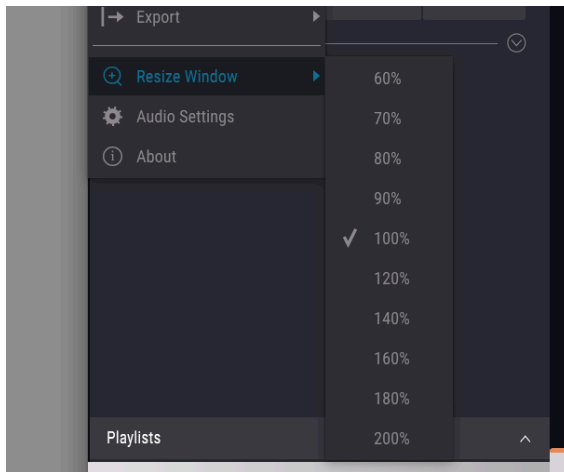 Export
Resize Window
Audio Settings
About
60%
70%
80%
90%
100%
120%
140%
160%
180%
200%
Playlists